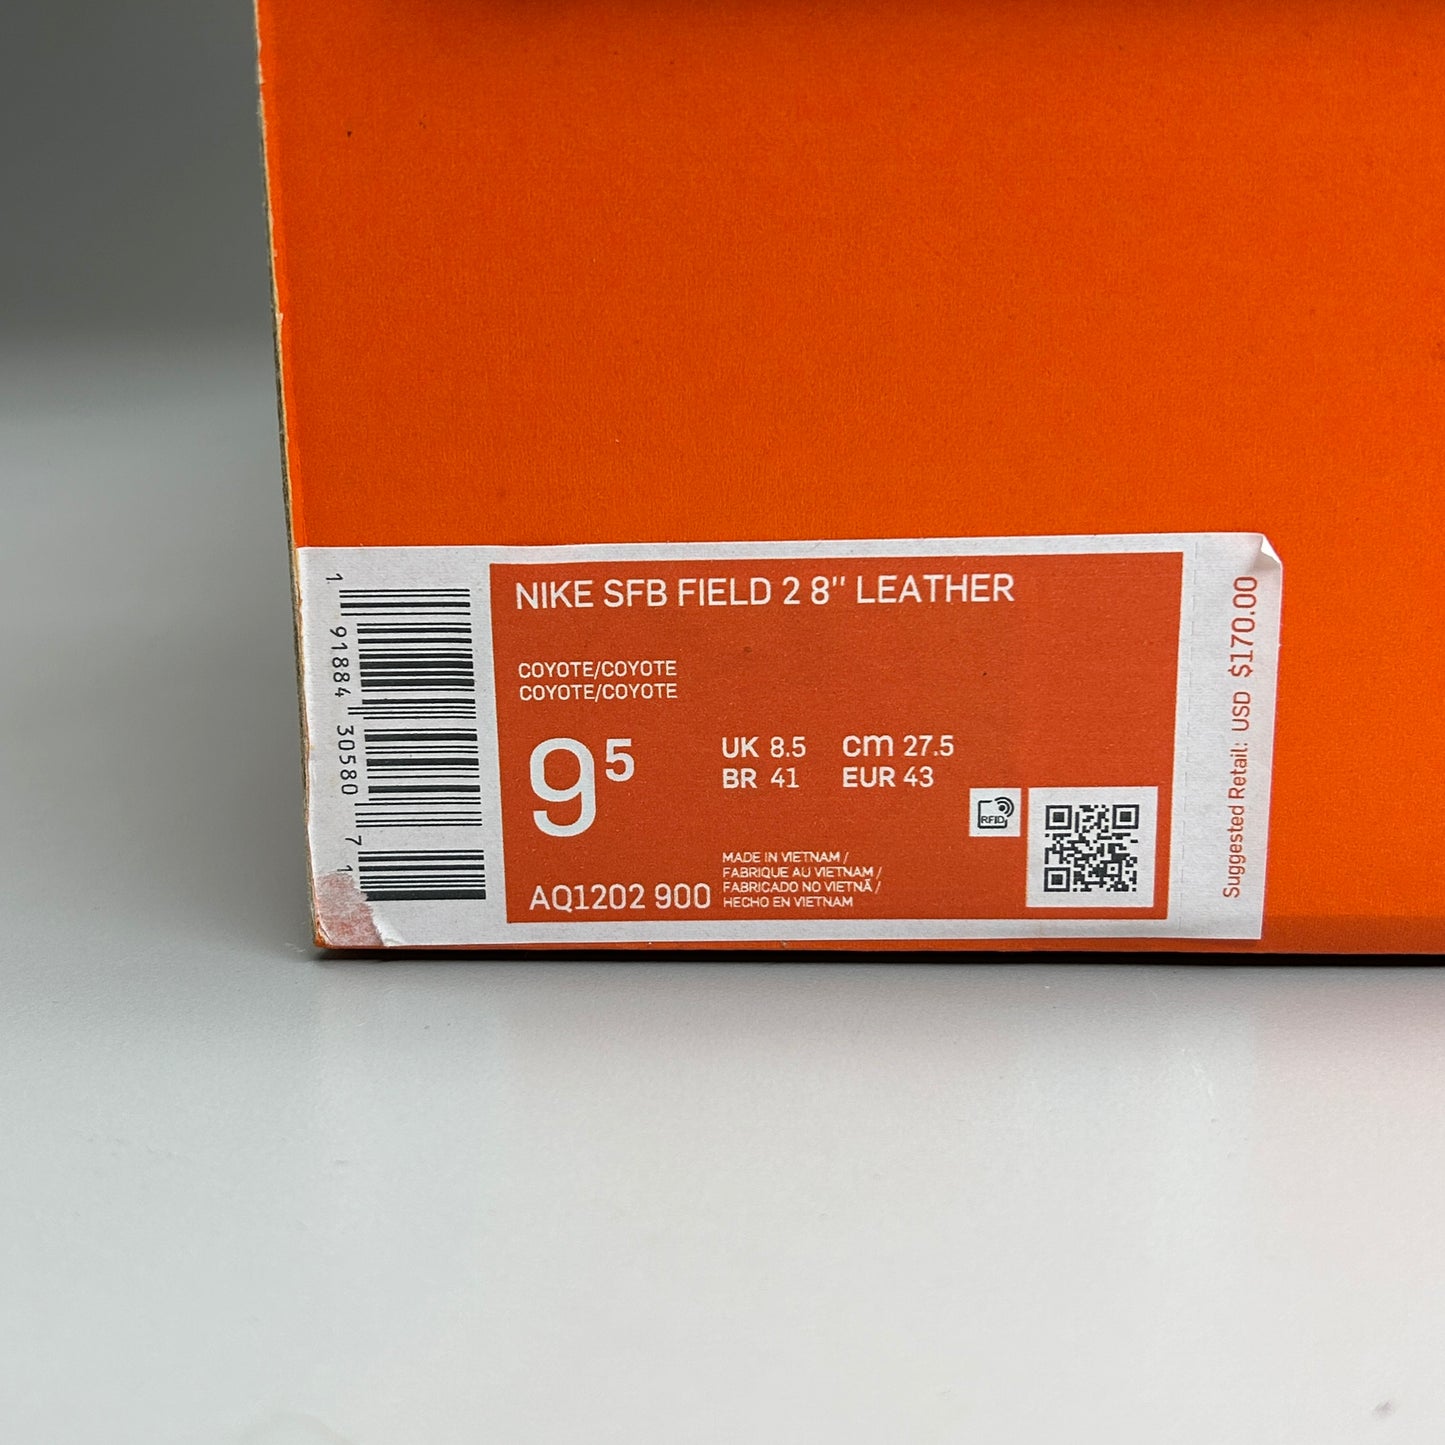 NIKE SFB FIELD 2 8" LEATHER
COYOTE/COYOTE
COYOTE/COYOTE
9⁵
UK 8.5 cm 27.5
BR 41 EUR 43
RFID
AQ1202 900
MADE IN VIETNAM /
FABRIQUE AU VIETNAM /
FABRICADO NO VIETNÃ /
HECHO EN VIETNAM
1 91884 30580 7 1
Suggested Retail: USD $170.00